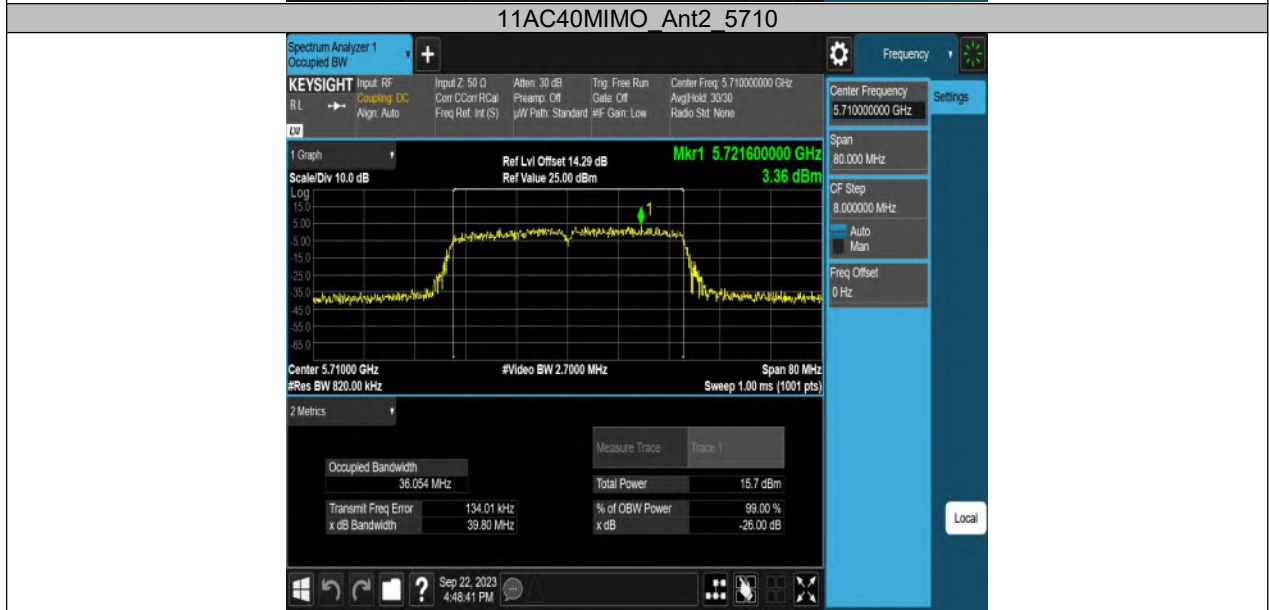 11AC40MIMO_Ant2_5710
Spectrum Analyzer 1
Occupied BW
+
Frequency
KEYSIGHT Input: RF Input Z: 50 Ω Atten: 30 dB Trig: Free Run Center Freq: 5.710000000 GHz
RL Coupling: DC Corr CCorr RCal Preamp: Off Gate: Off Avg|Hold: 30/30
Align: Auto Freq Ref: Int (S) µW Path: Standard #IF Gain: Low Radio Std: None
LXI
Center Frequency
5.710000000 GHz
Settings
Span
80.000 MHz
CF Step
8.000000 MHz
Auto
Man
Freq Offset
0 Hz
1 Graph
Ref Lvl Offset 14.29 dB
Mkr1 5.721600000 GHz
Scale/Div 10.0 dB
Ref Value 25.00 dBm
3.36 dBm
Log
15.0
5.00
-5.00
-15.0
-25.0
-35.0
-45.0
-55.0
-65.0
1
Center 5.71000 GHz #Video BW 2.7000 MHz Span 80 MHz
#Res BW 820.00 kHz Sweep 1.00 ms (1001 pts)
2 Metrics
Measure Trace Trace 1
Occupied Bandwidth
36.054 MHz
Total Power 15.7 dBm
Transmit Freq Error 134.01 kHz % of OBW Power 99.00 %
x dB Bandwidth 39.80 MHz x dB -26.00 dB
Local
?
Sep 22, 2023
4:48:41 PM